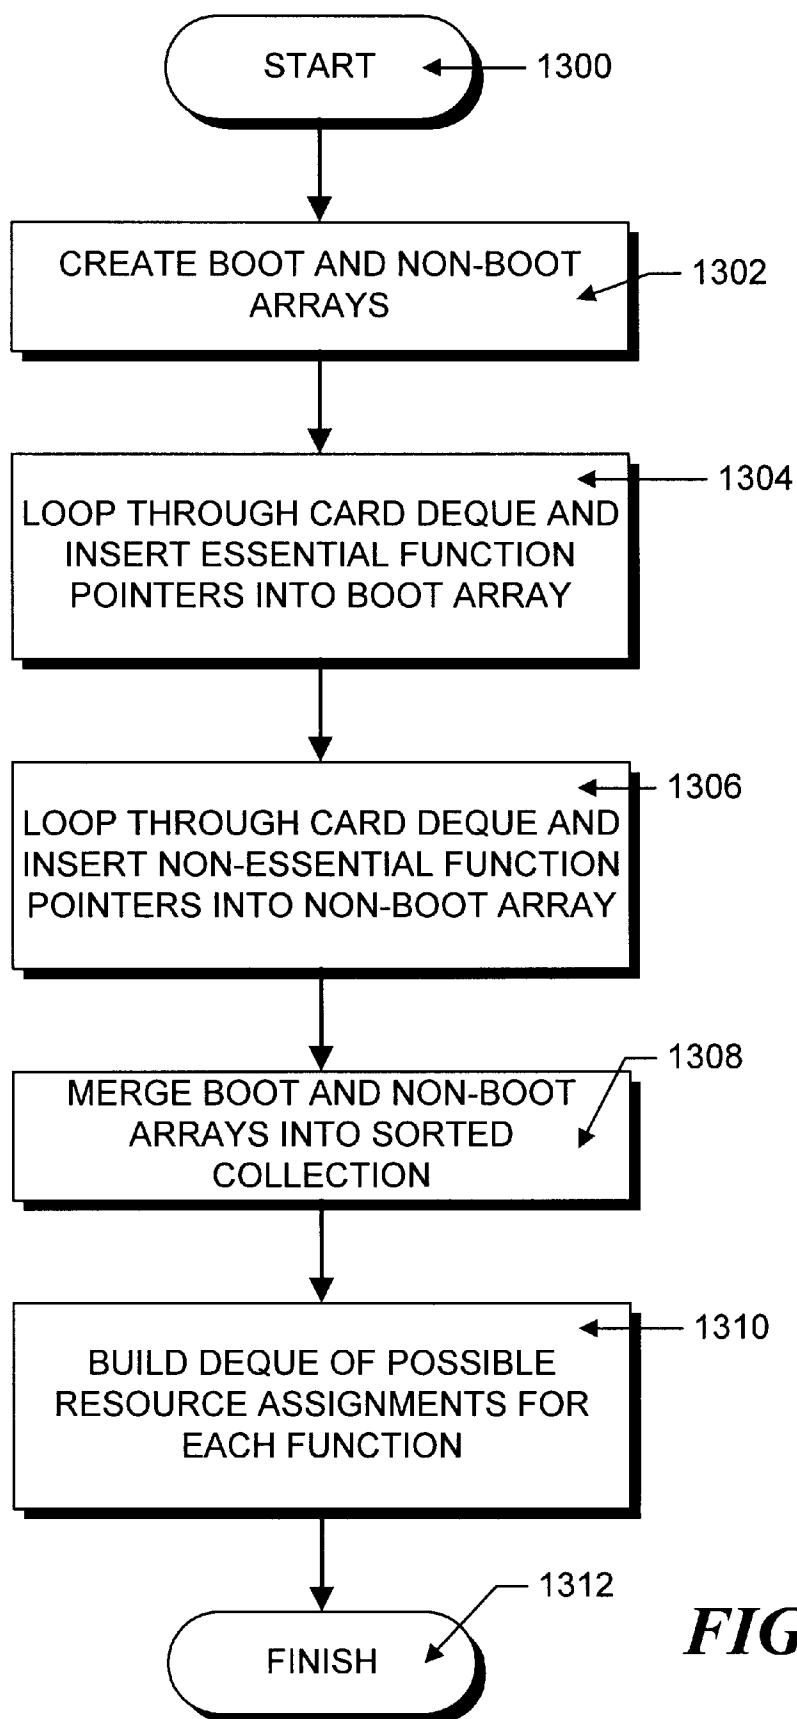 START
1300
CREATE BOOT AND NON-BOOT
ARRAYS
1302
1304
LOOP THROUGH CARD DEQUE AND
INSERT ESSENTIAL FUNCTION
POINTERS INTO BOOT ARRAY
1306
LOOP THROUGH CARD DEQUE AND
INSERT NON-ESSENTIAL FUNCTION
POINTERS INTO NON-BOOT ARRAY
1308
MERGE BOOT AND NON-BOOT
ARRAYS INTO SORTED
COLLECTION
1310
BUILD DEQUE OF POSSIBLE
RESOURCE ASSIGNMENTS FOR
EACH FUNCTION
1312
FINISH
FIG